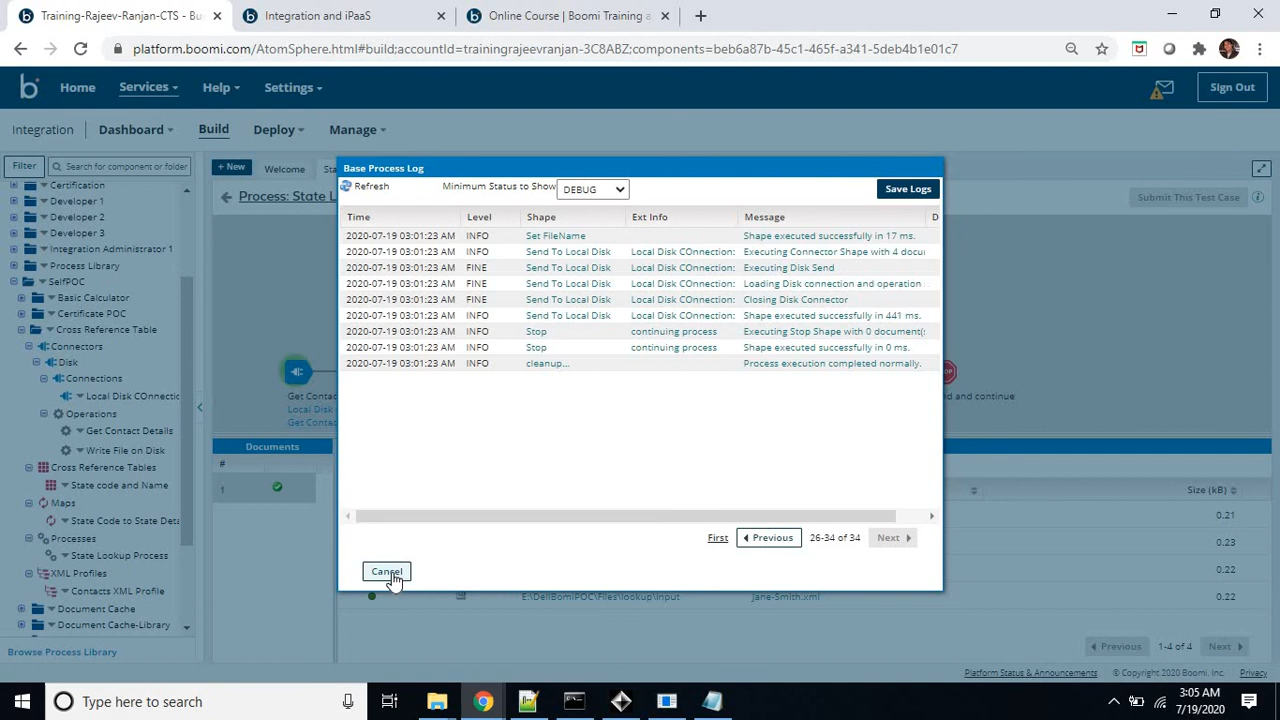 Training-Rajeev-Ranjan-CTS - Bu
Integration and iPaaS
Online Course | Boomi Training a
platform.boomi.com/AtomSphere.html#build;accountId=trainingrajeevranjan-3C8ABZ;components=beb6a87b-45c1-465f-a341-5deb4b1e01c7
b Home Services Help Settings Sign Out
Integration Dashboard Build Deploy Manage
Filter Search for component or folder
+ New Welcome Sta
Certification
Developer 1
Developer 2
Developer 3
Integration Administrator 1
Process Library
SelfPOC
Basic Calculator
Certificate POC
Cross Reference Table
Connectors
Disk
Connections
Local Disk COnnectic
Operations
Get Contact Details
Write File on Disk
Cross Reference Tables
State code and Name
Maps
State Code to State Deta
Processes
State Lookup Process
XML Profiles
Contacts XML Profile
Document Cache
Document Cache-Library
Browse Process Library
Process: State L
Submit This Test Case
Get Contac
Local Disk
Get Contac
d and continue
Base Process Log
Refresh Minimum Status to Show DEBUG Save Logs
Time Level Shape Ext Info Message D
2020-07-19 03:01:23 AM INFO Set FileName Shape executed successfully in 17 ms.
2020-07-19 03:01:23 AM INFO Send To Local Disk Local Disk COnnection: Executing Connector Shape with 4 docu
2020-07-19 03:01:23 AM FINE Send To Local Disk Local Disk COnnection: Executing Disk Send
2020-07-19 03:01:23 AM FINE Send To Local Disk Local Disk COnnection: Loading Disk connection and operation
2020-07-19 03:01:23 AM FINE Send To Local Disk Local Disk COnnection: Closing Disk Connector
2020-07-19 03:01:23 AM INFO Send To Local Disk Local Disk COnnection: Shape executed successfully in 441 ms.
2020-07-19 03:01:23 AM INFO Stop continuing process Executing Stop Shape with 0 document(s
2020-07-19 03:01:23 AM INFO Stop continuing process Shape executed successfully in 0 ms.
2020-07-19 03:01:23 AM INFO cleanup... Process execution completed normally.
First Previous 26-34 of 34 Next
Cancel
Documents
#
1
Size (kB)
0.21
0.23
0.22
E:\DellBomiPOC\Files\lookup\input jane-Smith.xml 0.22
Previous 1-4 of 4 Next
Platform Status & Announcements © Copyright 2020 Boomi, Inc. Privacy
Type here to search
3:05 AM
7/19/2020